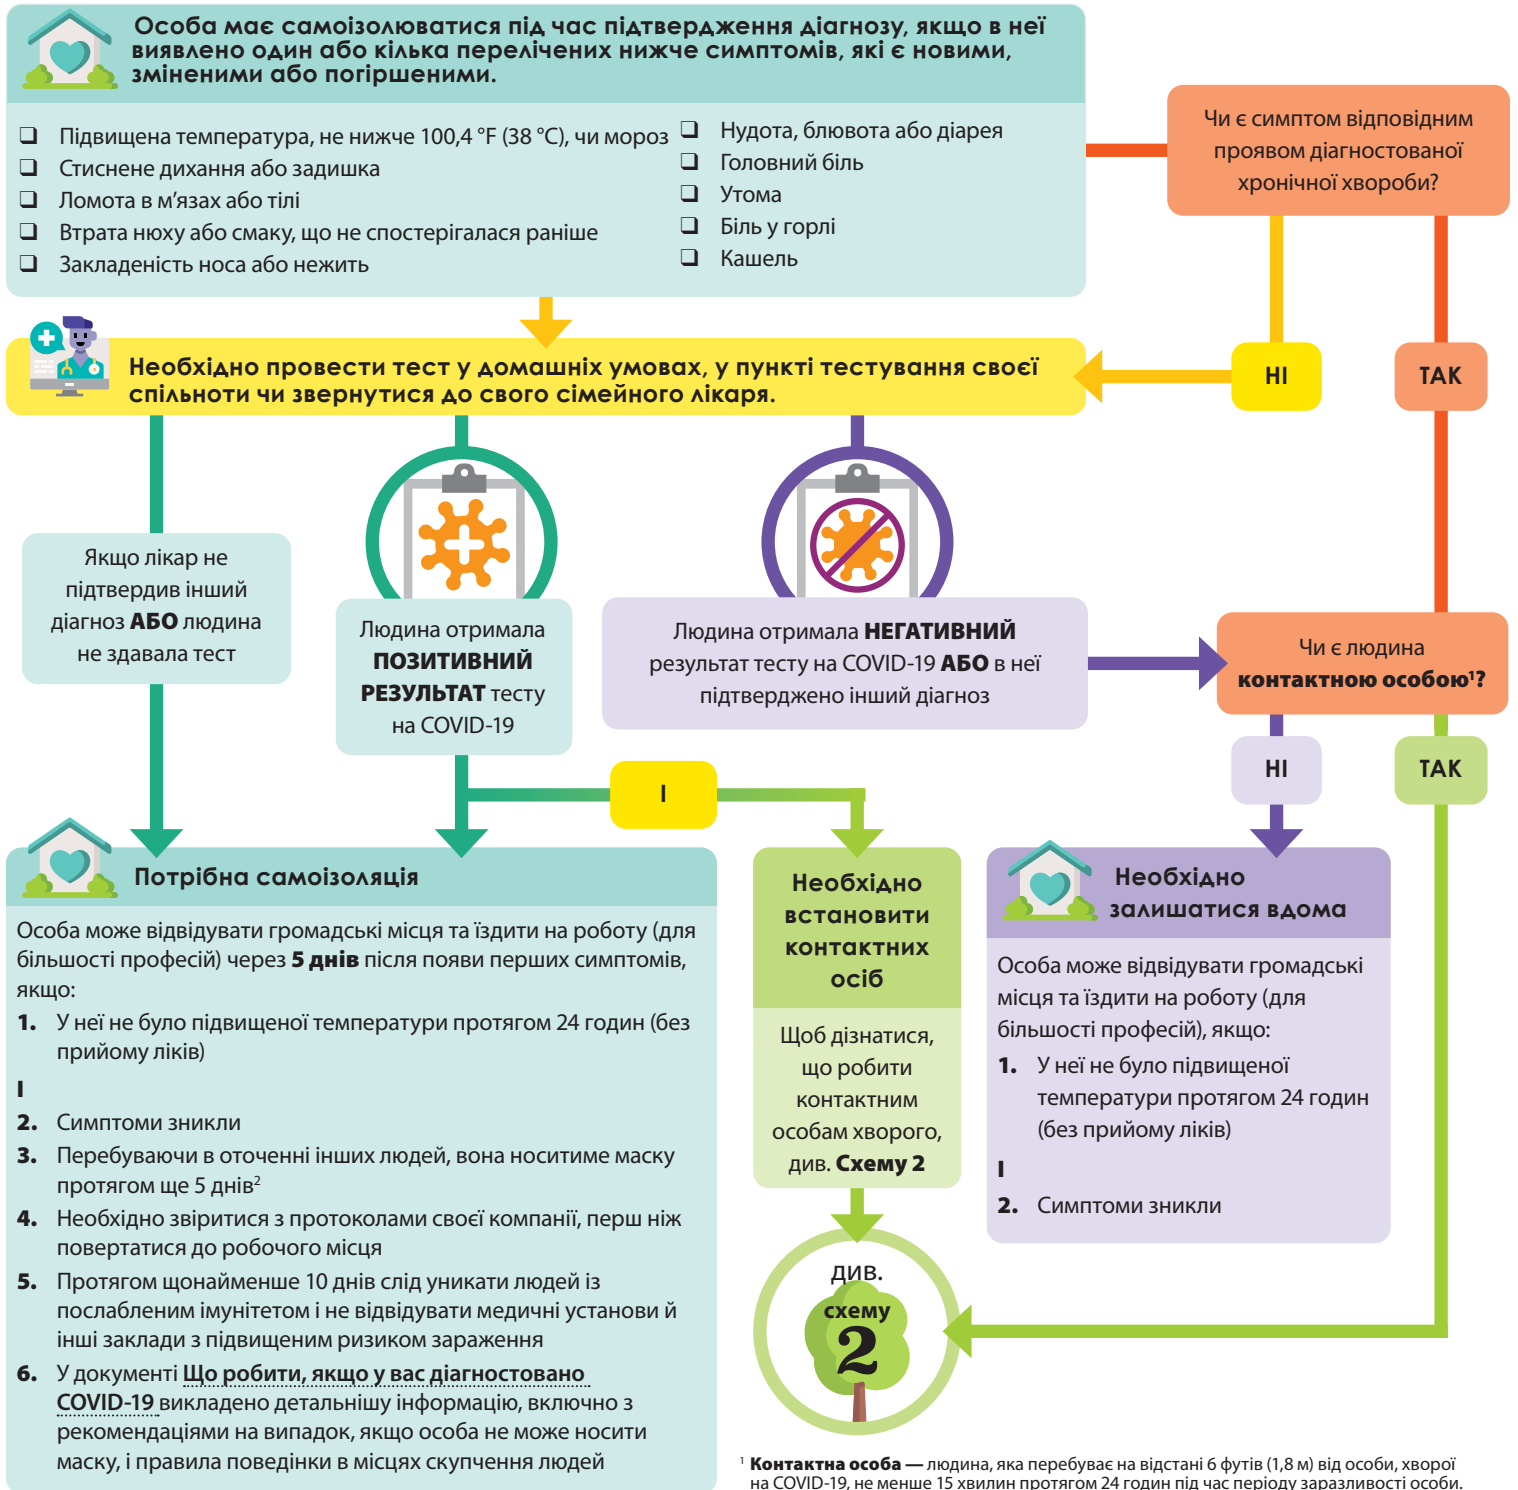 Особа має самоізолюватися під час підтвердження діагнозу, якщо в неї
виявлено один або кілька перелічених нижче симптомів, які є новими,
зміненими або погіршеними.
❑ Підвищена температура, не нижче 100,4 °F (38 °C), чи мороз
❑ Стиснене дихання або задишка
❑ Ломота в м'язах або тілі
❑ Втрата нюху або смаку, що не спостерігалася раніше
❑ Закладеність носа або нежить
❑ Нудота, блювота або діарея
❑ Головний біль
❑ Утома
❑ Біль у горлі
❑ Кашель
Чи є симптом відповідним
проявом діагностованої
хронічної хвороби?
НІ
ТАК
Необхідно провести тест у домашніх умовах, у пункті тестування своєї
спільноти чи звернутися до свого сімейного лікаря.
Якщо лікар не
підтвердив інший
діагноз АБО людина
не здавала тест
Людина отримала
ПОЗИТИВНИЙ
РЕЗУЛЬТАТ тесту
на COVID-19
Людина отримала НЕГАТИВНИЙ
результат тесту на COVID-19 АБО в неї
підтверджено інший діагноз
Чи є людина
контактною особою¹?
НІ
ТАК
І
Потрібна самоізоляція
Особа може відвідувати громадські місця та їздити на роботу (для
більшості професій) через 5 днів після появи перших симптомів,
якщо:
1. У неї не було підвищеної температури протягом 24 годин (без
прийому ліків)
І
2. Симптоми зникли
3. Перебуваючи в оточенні інших людей, вона носитиме маску
протягом ще 5 днів²
4. Необхідно звіритися з протоколами своєї компанії, перш ніж
повертатися до робочого місця
5. Протягом щонайменше 10 днів слід уникати людей із
послабленим імунітетом і не відвідувати медичні установи й
інші заклади з підвищеним ризиком зараження
6. У документі Що робити, якщо у вас діагностовано
COVID-19 викладено детальнішу інформацію, включно з
рекомендаціями на випадок, якщо особа не може носити
маску, і правила поведінки в місцях скупчення людей
Необхідно
встановити
контактних
осіб
Щоб дізнатися,
що робити
контактним
особам хворого,
див. Схему 2
див.
схему
2
Необхідно
залишатися вдома
Особа може відвідувати громадські
місця та їздити на роботу (для
більшості професій), якщо:
1. У неї не було підвищеної
температури протягом 24 годин
(без прийому ліків)
І
2. Симптоми зникли
¹ Контактна особа — людина, яка перебуває на відстані 6 футів (1,8 м) від особи, хворої
на COVID-19, не менше 15 хвилин протягом 24 годин під час періоду заразливості особи.